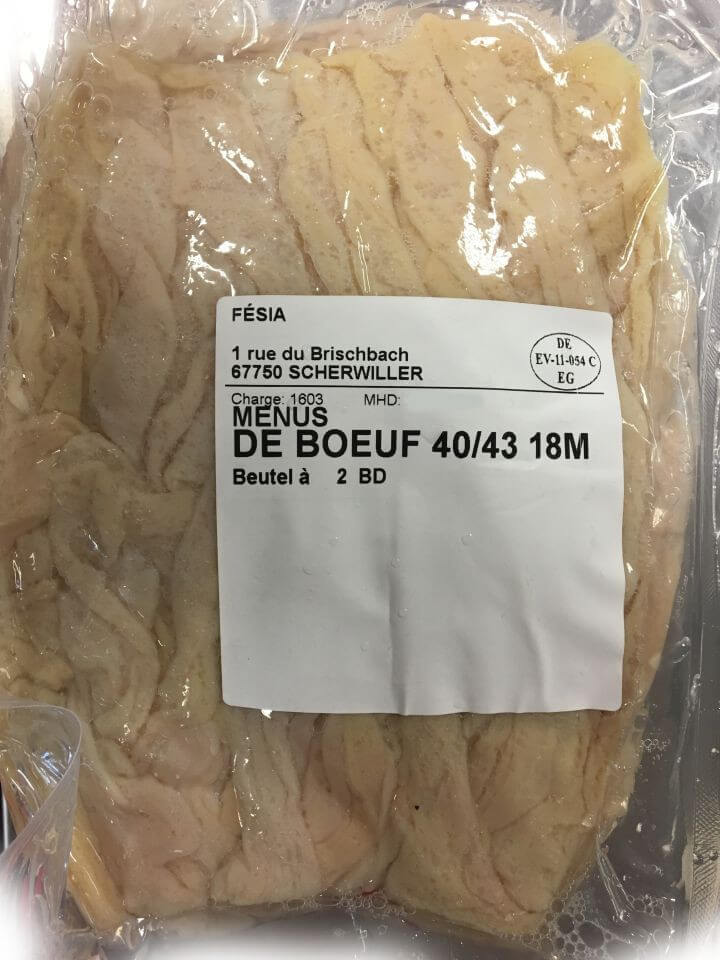 FÉSIA
1 rue du Brischbach
67750 SCHERWILLER
DE
EV-11-054 C
EG
Charge: 1603 MHD:
MENUS
DE BOEUF 40/43 18M
Beutel à 2 BD